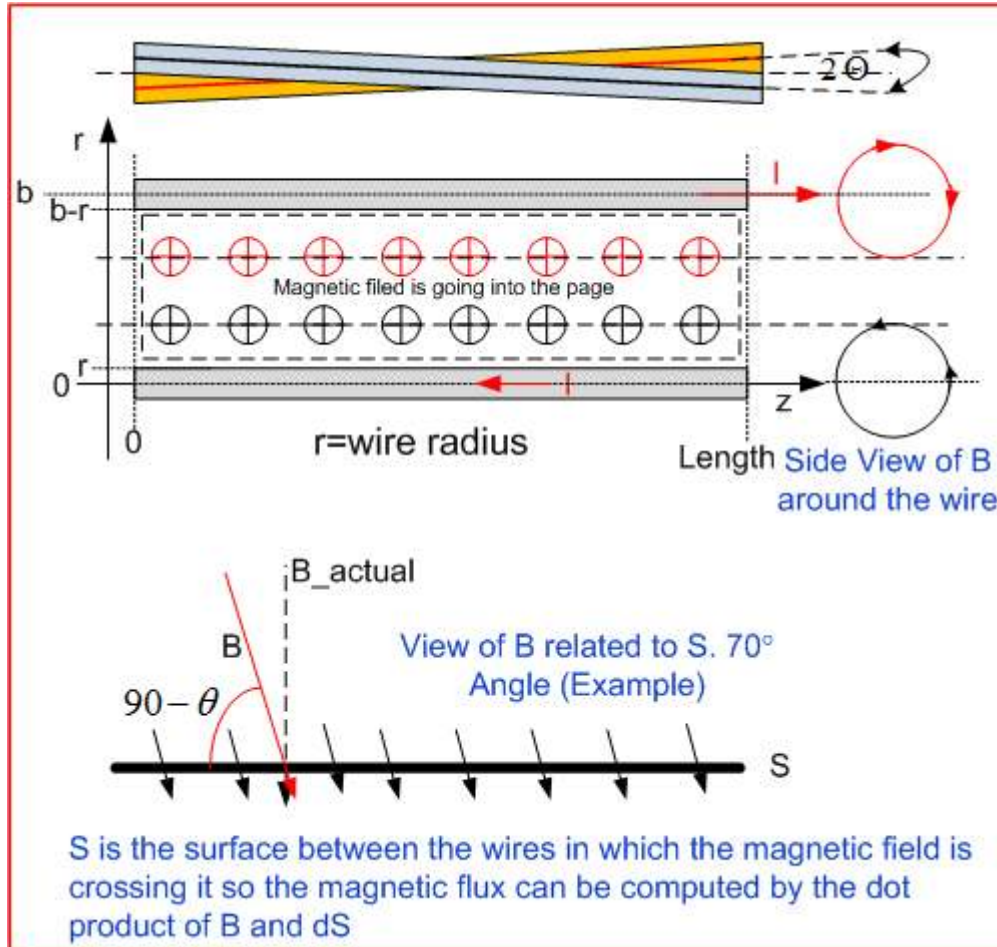 2Θ
r
b
I
b-r
Magnetic filed is going into the page
r
0
I
z
0
r=wire radius
Length
Side View of B
around the wire
B_actual
B
View of B related to S. 70°
Angle (Example)
90-θ
S
S is the surface between the wires in which the magnetic field is
crossing it so the magnetic flux can be computed by the dot
product of B and dS